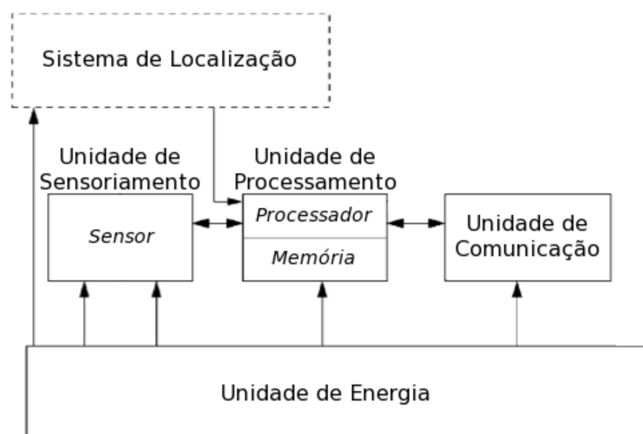 Sistema de Localização
Unidade de
Sensoriamento
Unidade de
Processamento
Sensor
Processador
Memória
Unidade de
Comunicação
Unidade de Energia